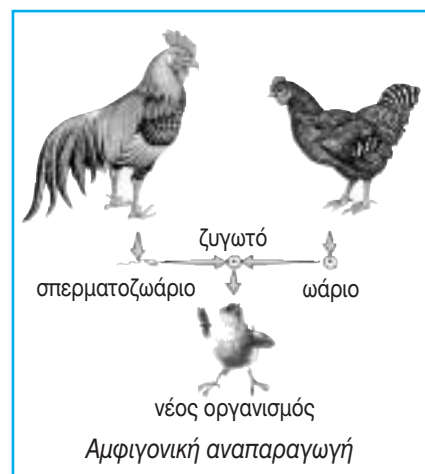 ζυγωτό
σπερματοζωάριο
ωάριο
νέος οργανισμός
Αμφιγονική αναπαραγωγή